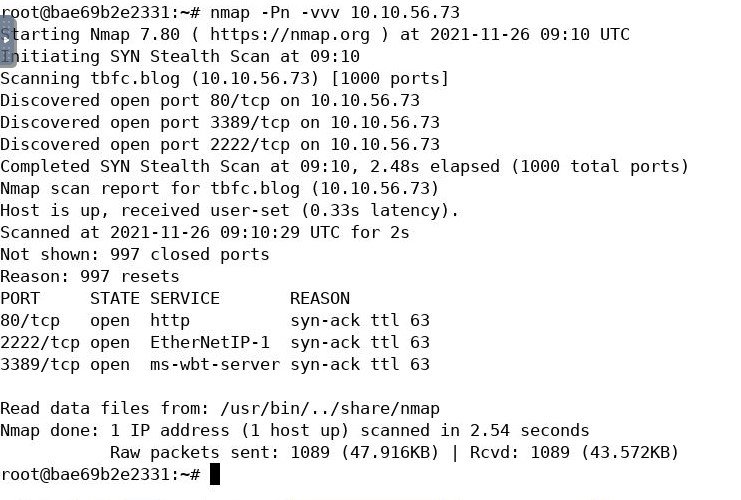 root@bae69b2e2331:~# nmap -Pn -vvv 10.10.56.73
Starting Nmap 7.80 ( https://nmap.org ) at 2021-11-26 09:10 UTC
Initiating SYN Stealth Scan at 09:10
Scanning tbfc.blog (10.10.56.73) [1000 ports]
Discovered open port 80/tcp on 10.10.56.73
Discovered open port 3389/tcp on 10.10.56.73
Discovered open port 2222/tcp on 10.10.56.73
Completed SYN Stealth Scan at 09:10, 2.48s elapsed (1000 total ports)
Nmap scan report for tbfc.blog (10.10.56.73)
Host is up, received user-set (0.33s latency).
Scanned at 2021-11-26 09:10:29 UTC for 2s
Not shown: 997 closed ports
Reason: 997 resets
PORT     STATE SERVICE       REASON
80/tcp   open  http          syn-ack ttl 63
2222/tcp open  EtherNetIP-1  syn-ack ttl 63
3389/tcp open  ms-wbt-server syn-ack ttl 63
Read data files from: /usr/bin/../share/nmap
Nmap done: 1 IP address (1 host up) scanned in 2.54 seconds
           Raw packets sent: 1089 (47.916KB) | Rcvd: 1089 (43.572KB)
root@bae69b2e2331:~#